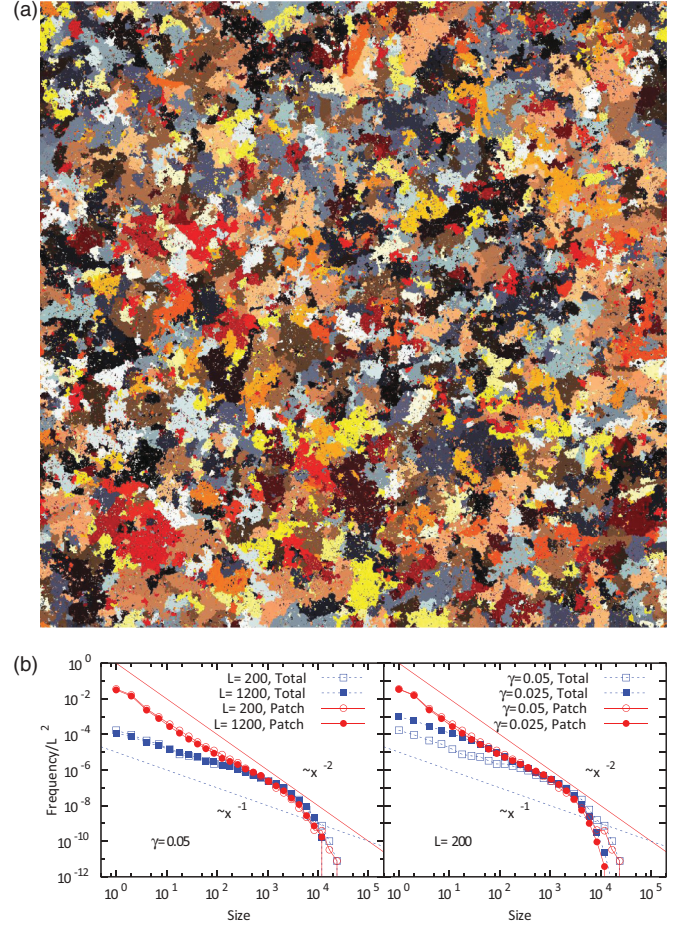 (a)
(b)
Frequency/L^2
10^0
10^-2
10^-4
10^-6
10^-8
10^-10
10^-12
L= 200, Total
L= 1200, Total
L= 200, Patch
L= 1200, Patch
~x^-2
~x^-1
γ=0.05
10^0 10^1 10^2 10^3 10^4 10^5
Size
γ=0.05, Total
γ=0.025, Total
γ=0.05, Patch
γ=0.025, Patch
~x^-2
~x^-1
L=200
10^0 10^1 10^2 10^3 10^4 10^5
Size